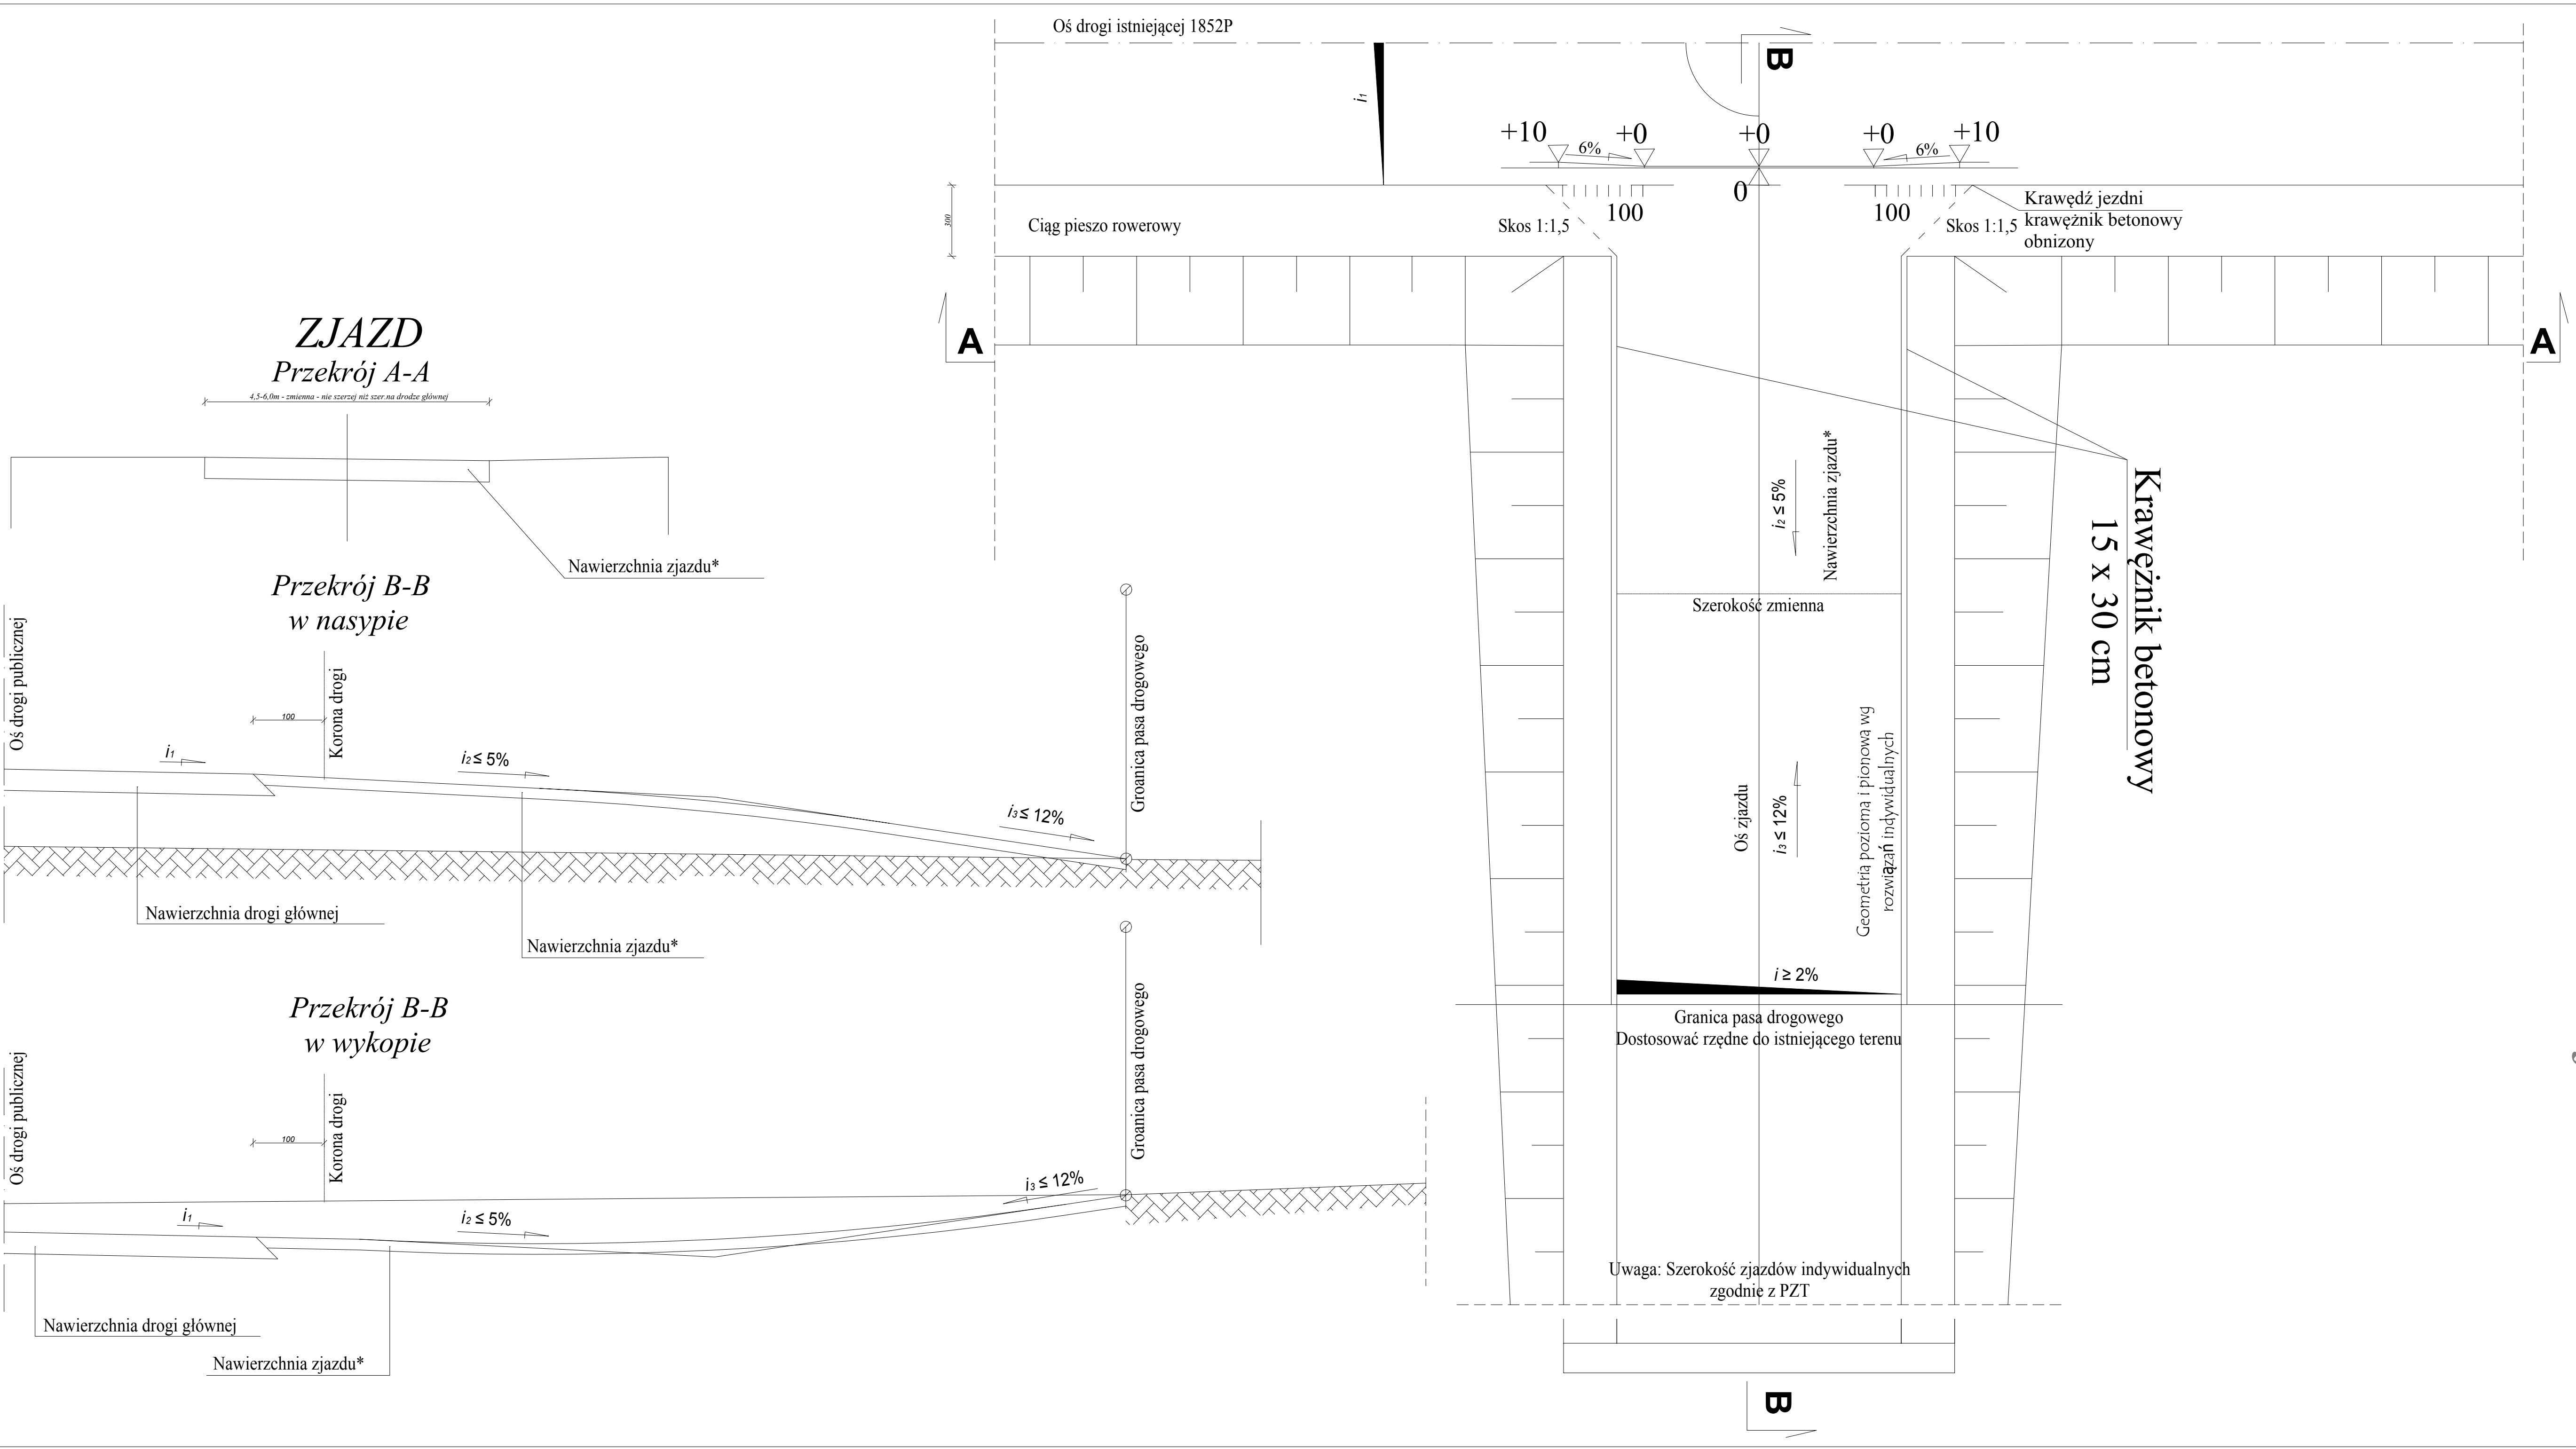 Oś drogi istniejącej 1852P
B
i1
+10
+0
+0
+0
+10
6%
6%
0
100
100
300
Ciąg pieszo rowerowy
Skos 1:1,5
Skos 1:1,5
Krawędź jezdni
krawężnik betonowy
obnizony
A
A
ZJAZD
Przekrój A-A
4,5-6,0m - zmienna - nie szerzej niż szer.na drodze głównej
Nawierzchnia zjazdu*
Przekrój B-B
w nasypie
Oś drogi publicznej
Korona drogi
100
i1
i2 ≤ 5%
i3 ≤ 12%
Groanica pasa drogowego
Nawierzchnia drogi głównej
Nawierzchnia zjazdu*
Przekrój B-B
w wykopie
Oś drogi publicznej
Korona drogi
100
i1
i2 ≤ 5%
i3 ≤ 12%
Groanica pasa drogowego
Nawierzchnia drogi głównej
Nawierzchnia zjazdu*
i2 ≤ 5%
Nawierzchnia zjazdu*
Szerokość zmienna
Krawężnik betonowy
15 x 30 cm
Oś zjazdu
i3 ≤ 12%
Geometria pozioma i pionowa wg
rozwiązań indywidualnych
i ≥ 2%
Granica pasa drogowego
Dostosować rzędne do istniejącego terenu
Uwaga: Szerokość zjazdów indywidualnych
zgodnie z PZT
B